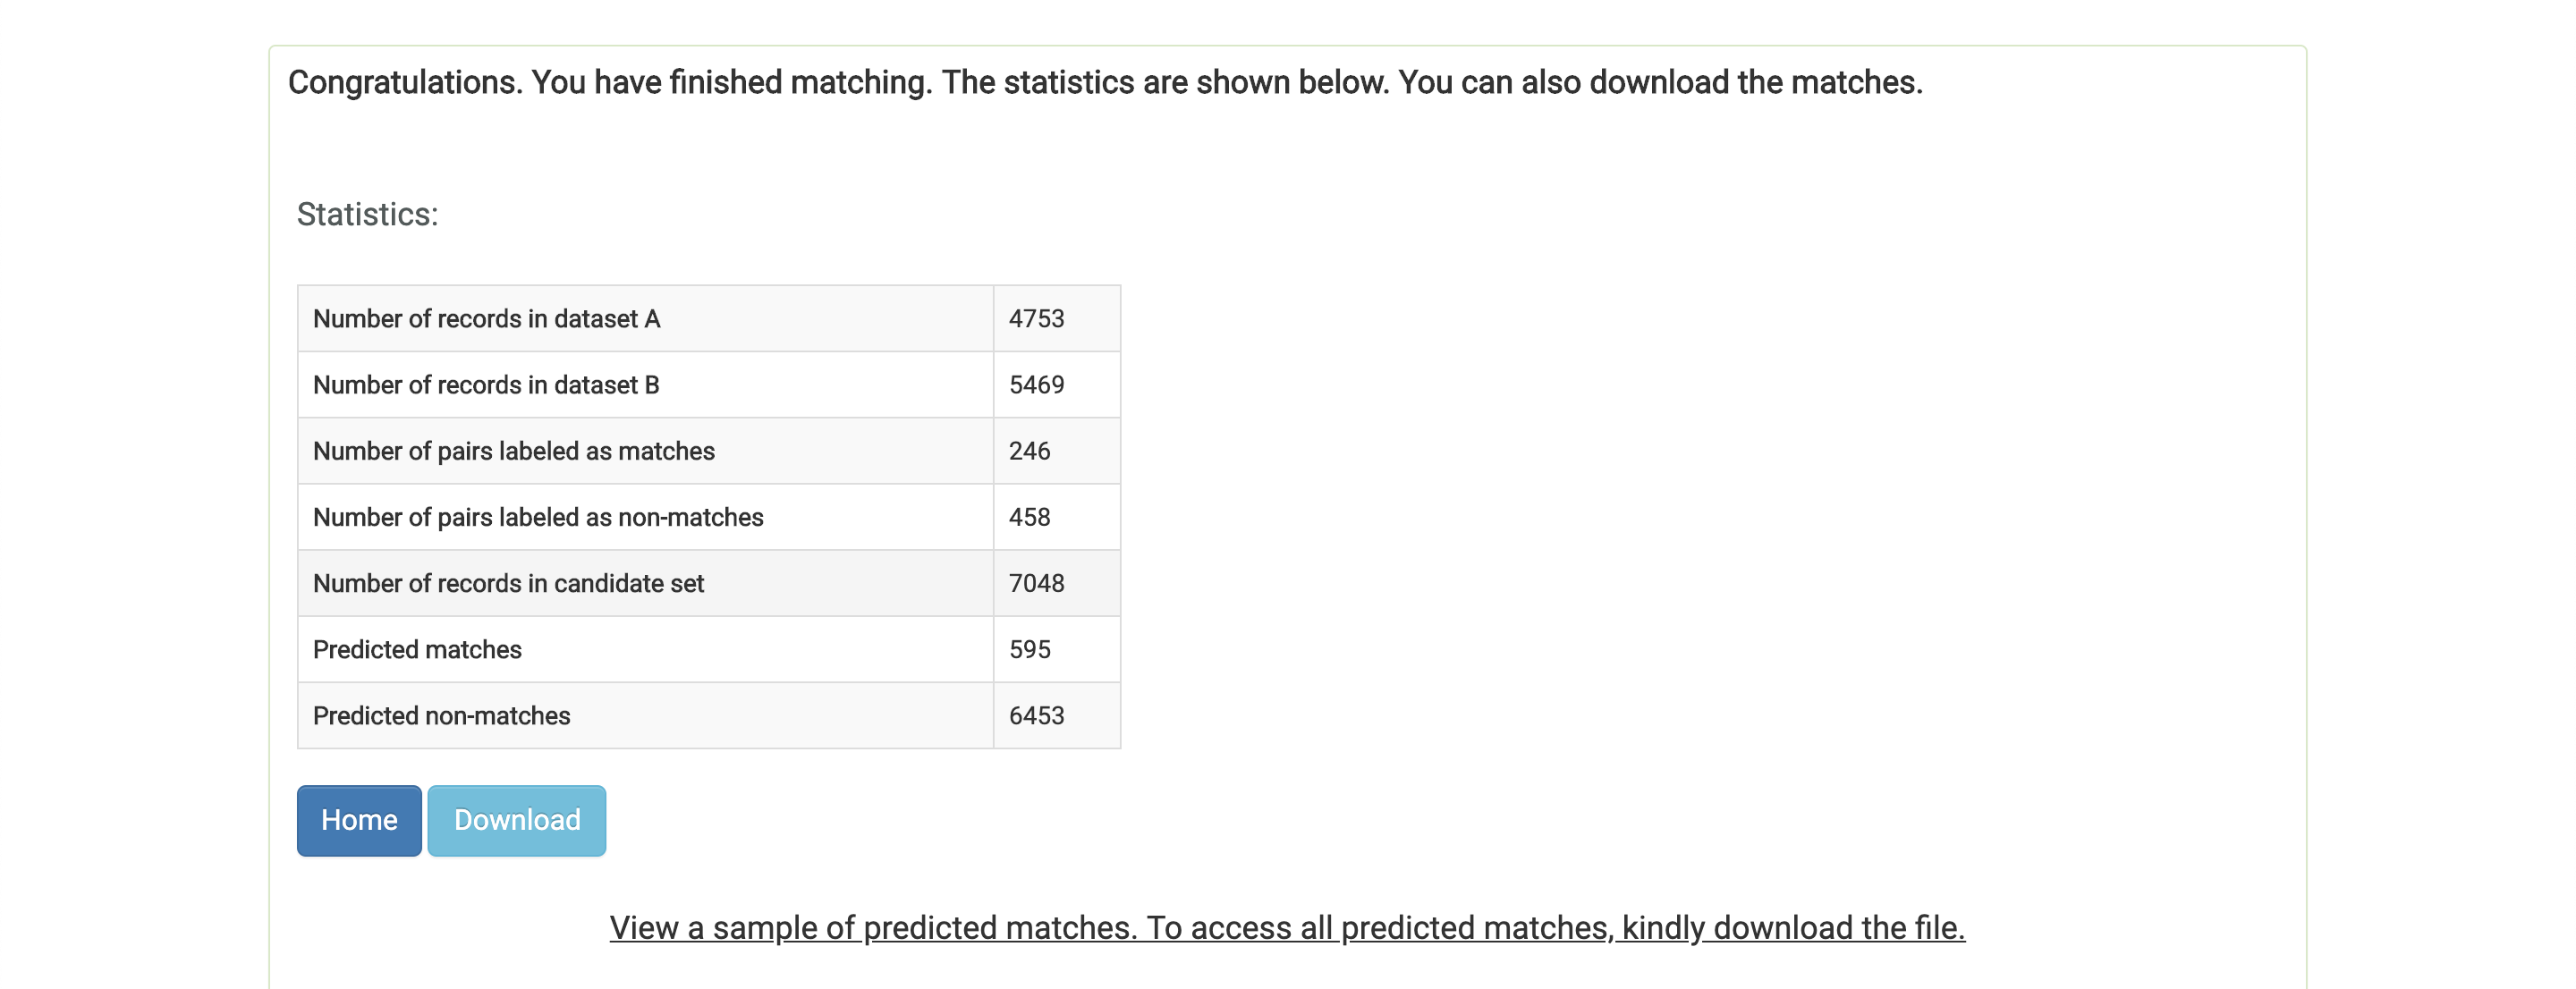 Congratulations. You have finished matching. The statistics are shown below. You can also download the matches.
Statistics:
Number of records in dataset A 4753
Number of records in dataset B 5469
Number of pairs labeled as matches 246
Number of pairs labeled as non-matches 458
Number of records in candidate set 7048
Predicted matches 595
Predicted non-matches 6453
Home Download
View a sample of predicted matches. To access all predicted matches, kindly download the file.